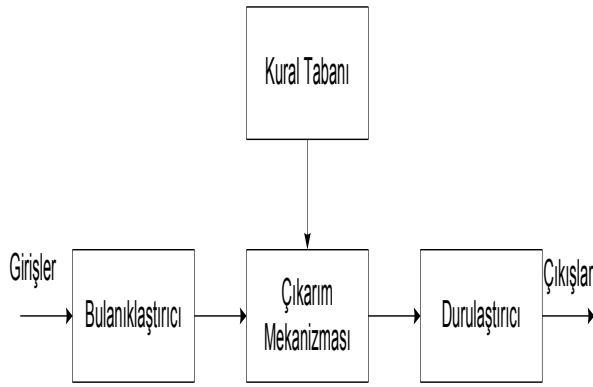 Kural Tabanı
Girişler
Bulanıklaştırıcı
Çıkarım
Mekanizması
Durulaştırıcı
Çıkışlar